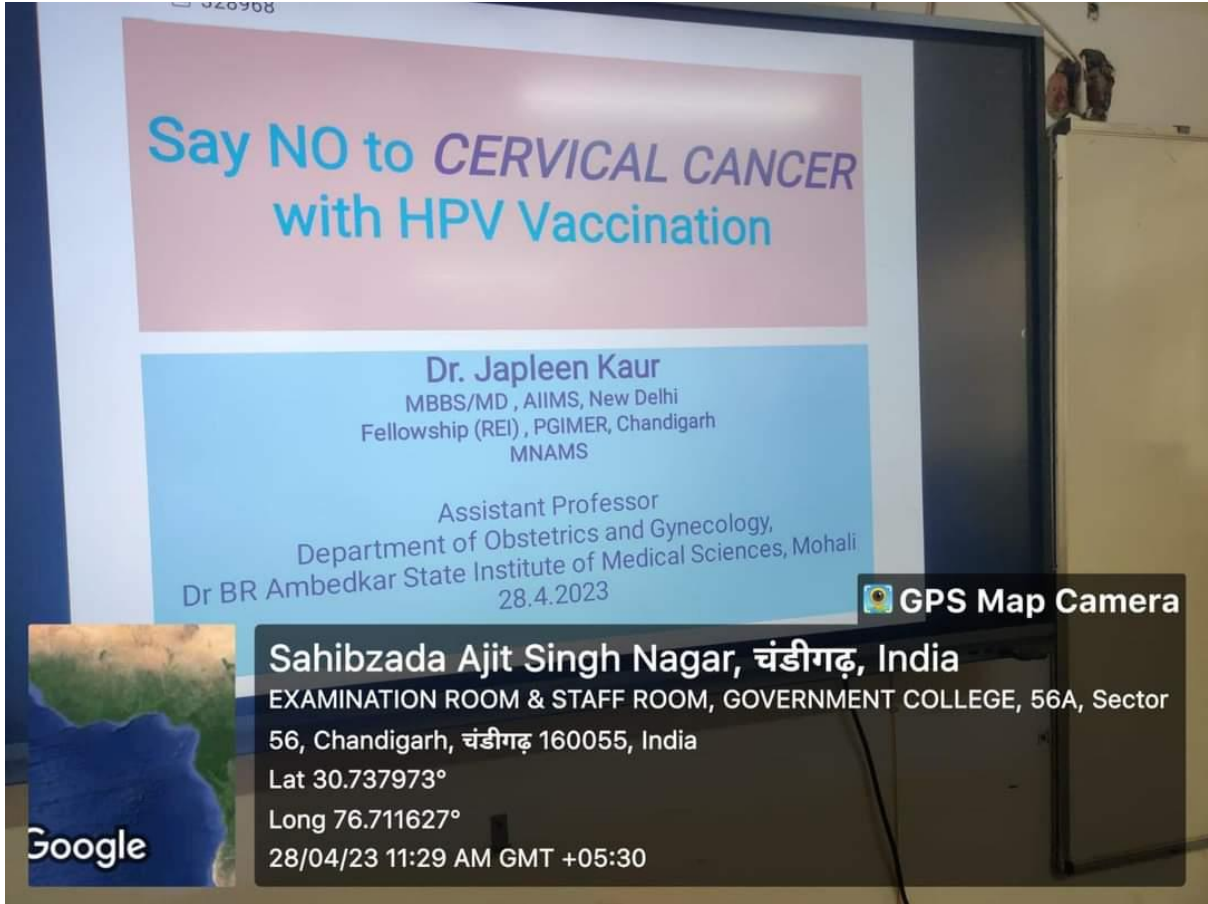 328968
Say NO to CERVICAL CANCER
with HPV Vaccination
Dr. Japleen Kaur
MBBS/MD , AIIMS, New Delhi
Fellowship (REI) , PGIMER, Chandigarh
MNAMS
Assistant Professor
Department of Obstetrics and Gynecology,
Dr BR Ambedkar State Institute of Medical Sciences, Mohali
28.4.2023
GPS Map Camera
Sahibzada Ajit Singh Nagar, चंडीगढ़, India
EXAMINATION ROOM & STAFF ROOM, GOVERNMENT COLLEGE, 56A, Sector
56, Chandigarh, चंडीगढ़ 160055, India
Lat 30.737973°
Long 76.711627°
28/04/23 11:29 AM GMT +05:30
Google